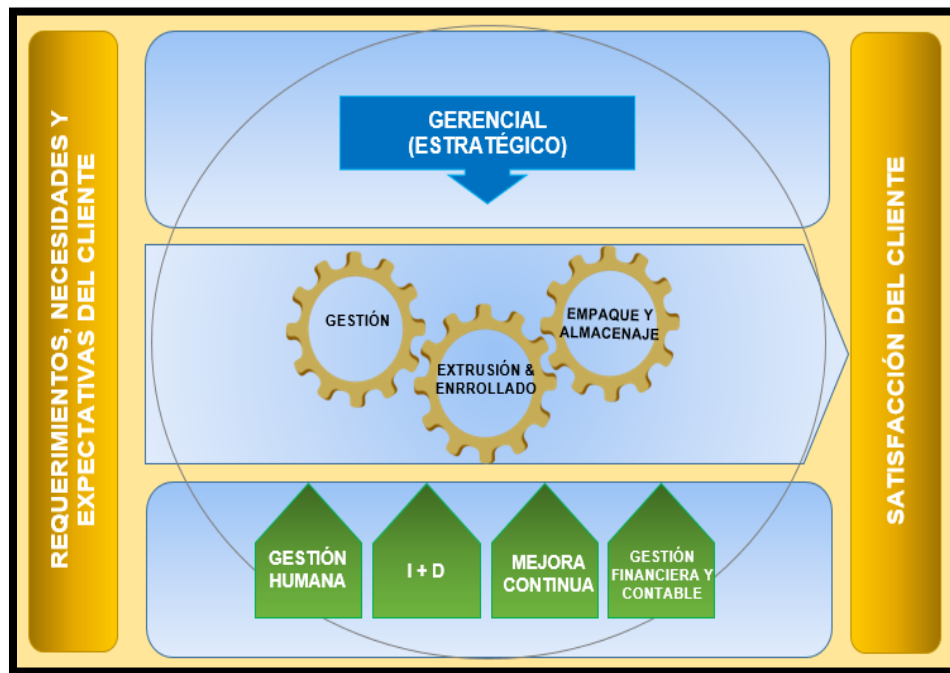 REQUERIMIENTOS, NECESIDADES Y
EXPECTATIVAS DEL CLIENTE
GERENCIAL
(ESTRATÉGICO)
GESTIÓN
EXTRUSIÓN &
ENRROLLADO
EMPAQUE Y
ALMACENAJE
GESTIÓN
HUMANA
I + D
MEJORA
CONTINUA
GESTIÓN
FINANCIERA Y
CONTABLE
SATISFACCIÓN DEL CLIENTE